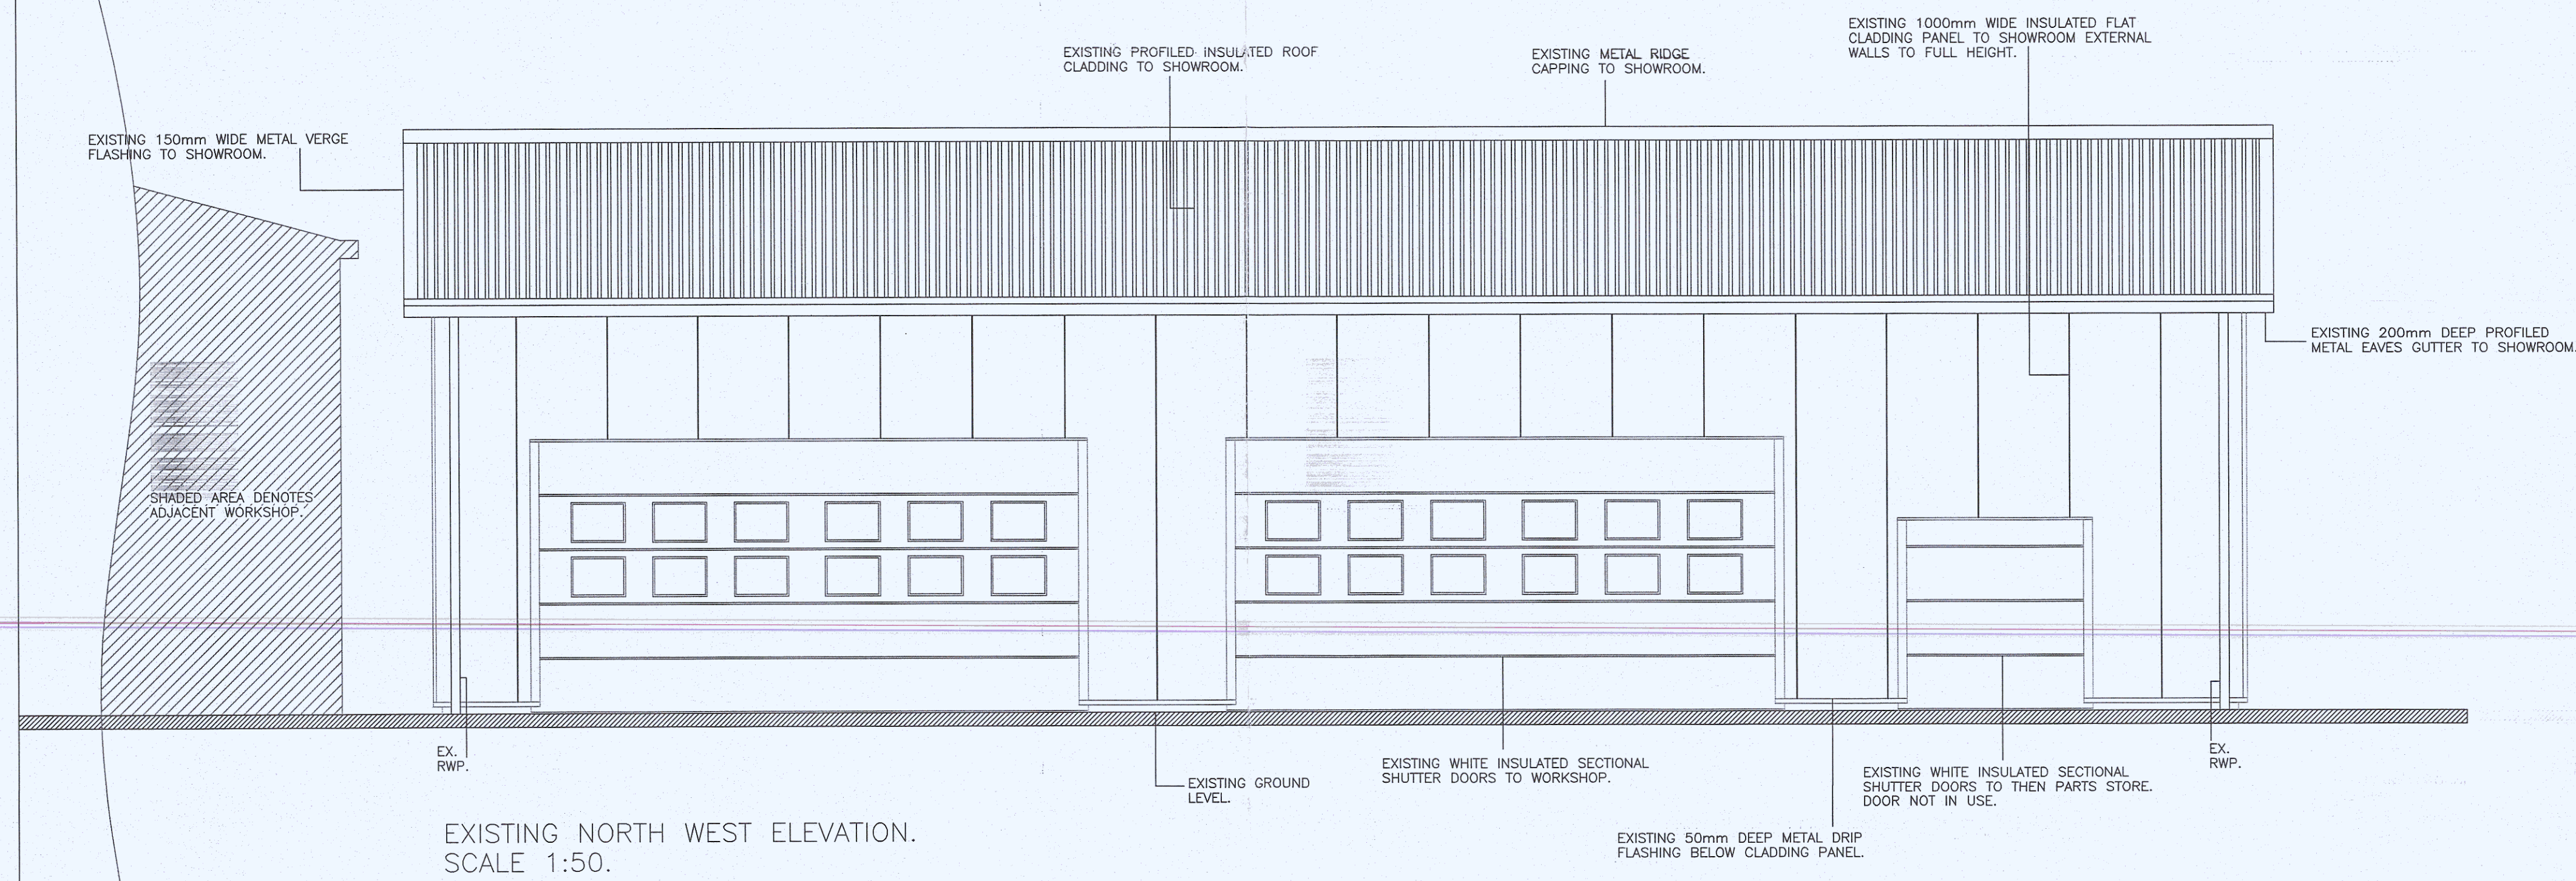 EXISTING 1000mm WIDE INSULATED FLAT
CLADDING PANEL TO SHOWROOM EXTERNAL
WALLS TO FULL HEIGHT.
EXISTING PROFILED INSULATED ROOF
CLADDING TO SHOWROOM.
EXISTING METAL RIDGE
CAPPING TO SHOWROOM.
EXISTING 150mm WIDE METAL VERGE
FLASHING TO SHOWROOM.
EXISTING 200mm DEEP PROFILED
METAL EAVES GUTTER TO SHOWROOM.
SHADED AREA DENOTES
ADJACENT WORKSHOP.
EX.
RWP.
EXISTING GROUND
LEVEL.
EXISTING WHITE INSULATED SECTIONAL
SHUTTER DOORS TO WORKSHOP.
EXISTING WHITE INSULATED SECTIONAL
SHUTTER DOORS TO THEN PARTS STORE.
DOOR NOT IN USE.
EX.
RWP.
EXISTING 50mm DEEP METAL DRIP
FLASHING BELOW CLADDING PANEL.
EXISTING NORTH WEST ELEVATION.
SCALE 1:50.